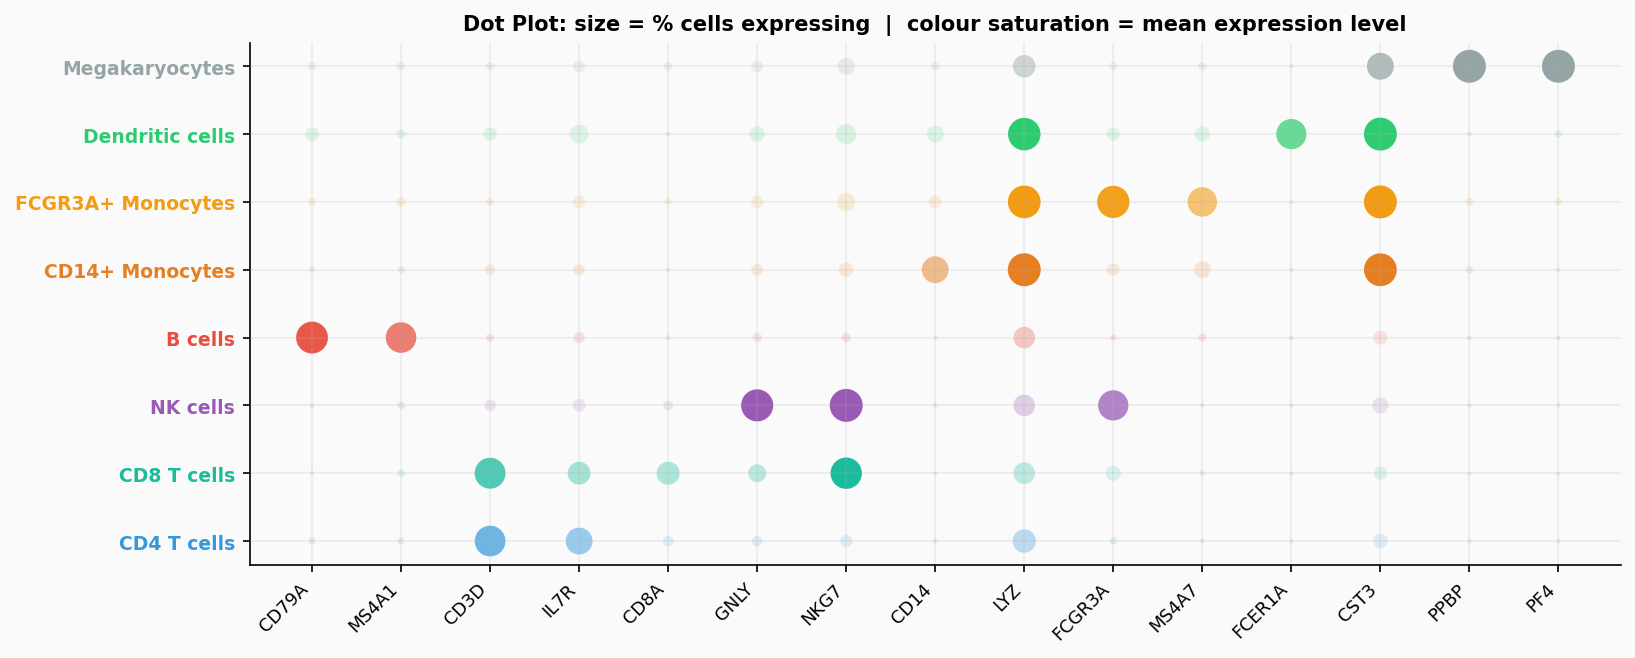 Dot Plot: size = % cells expressing  |  colour saturation = mean expression level
Megakaryocytes
Dendritic cells
FCGR3A+ Monocytes
CD14+ Monocytes
B cells
NK cells
CD8 T cells
CD4 T cells
CD79A
MS4A1
CD3D
IL7R
CD8A
GNLY
NKG7
CD14
LYZ
FCGR3A
MS4A7
FCER1A
CST3
PPBP
PF4